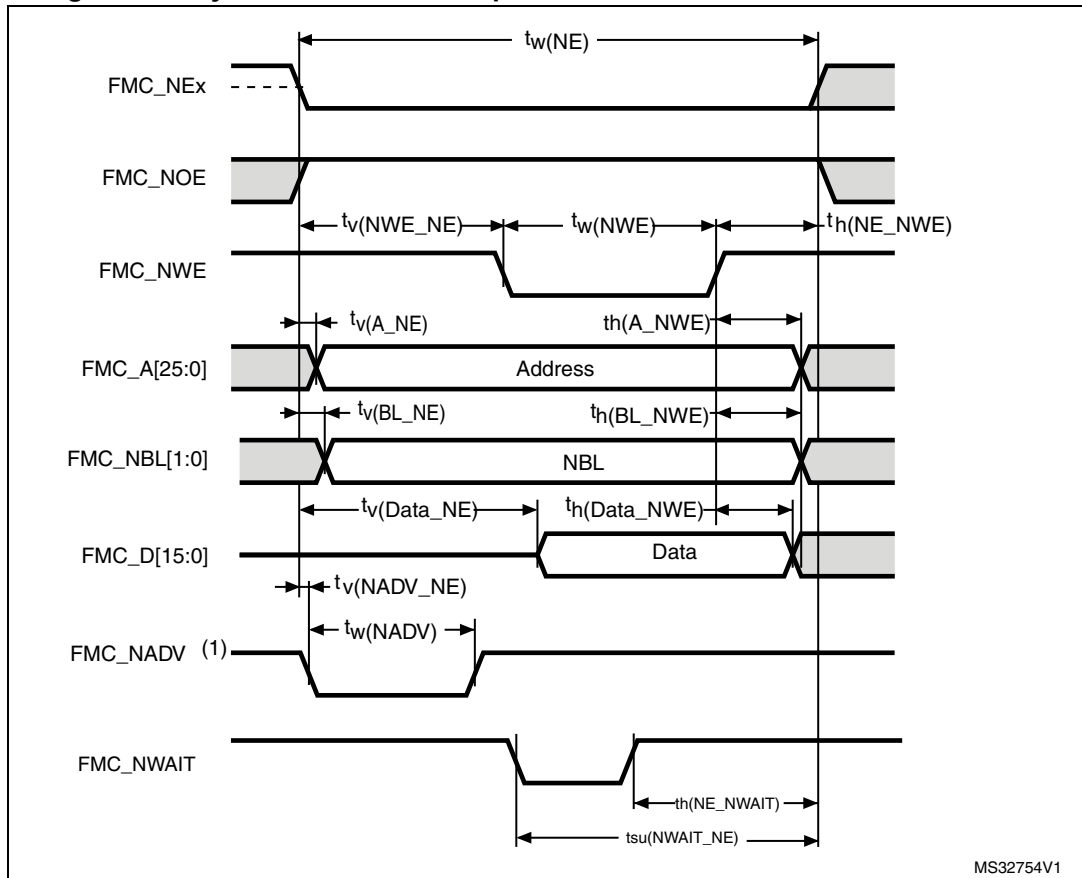 tw(NE)
FMC_NEx
FMC_NOE
tv(NWE_NE) tw(NWE) th(NE_NWE)
FMC_NWE
tv(A_NE) th(A_NWE)
FMC_A[25:0] Address
tv(BL_NE) th(BL_NWE)
FMC_NBL[1:0] NBL
tv(Data_NE) th(Data_NWE)
FMC_D[15:0] Data
tv(NADV_NE)
tw(NADV)
FMC_NADV (1)
FMC_NWAIT
th(NE_NWAIT)
tsu(NWAIT_NE)
MS32754V1